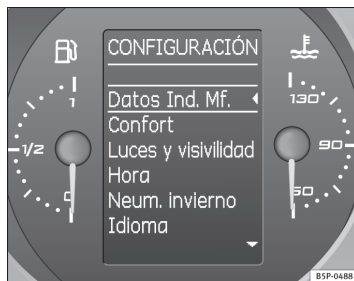 CONFIGURACIÓN
Datos Ind. Mf.
Confort
Luces y visivilidad
Hora
Neum. invierno
Idioma
1
1/2
0
130
90
50
B5P-0488